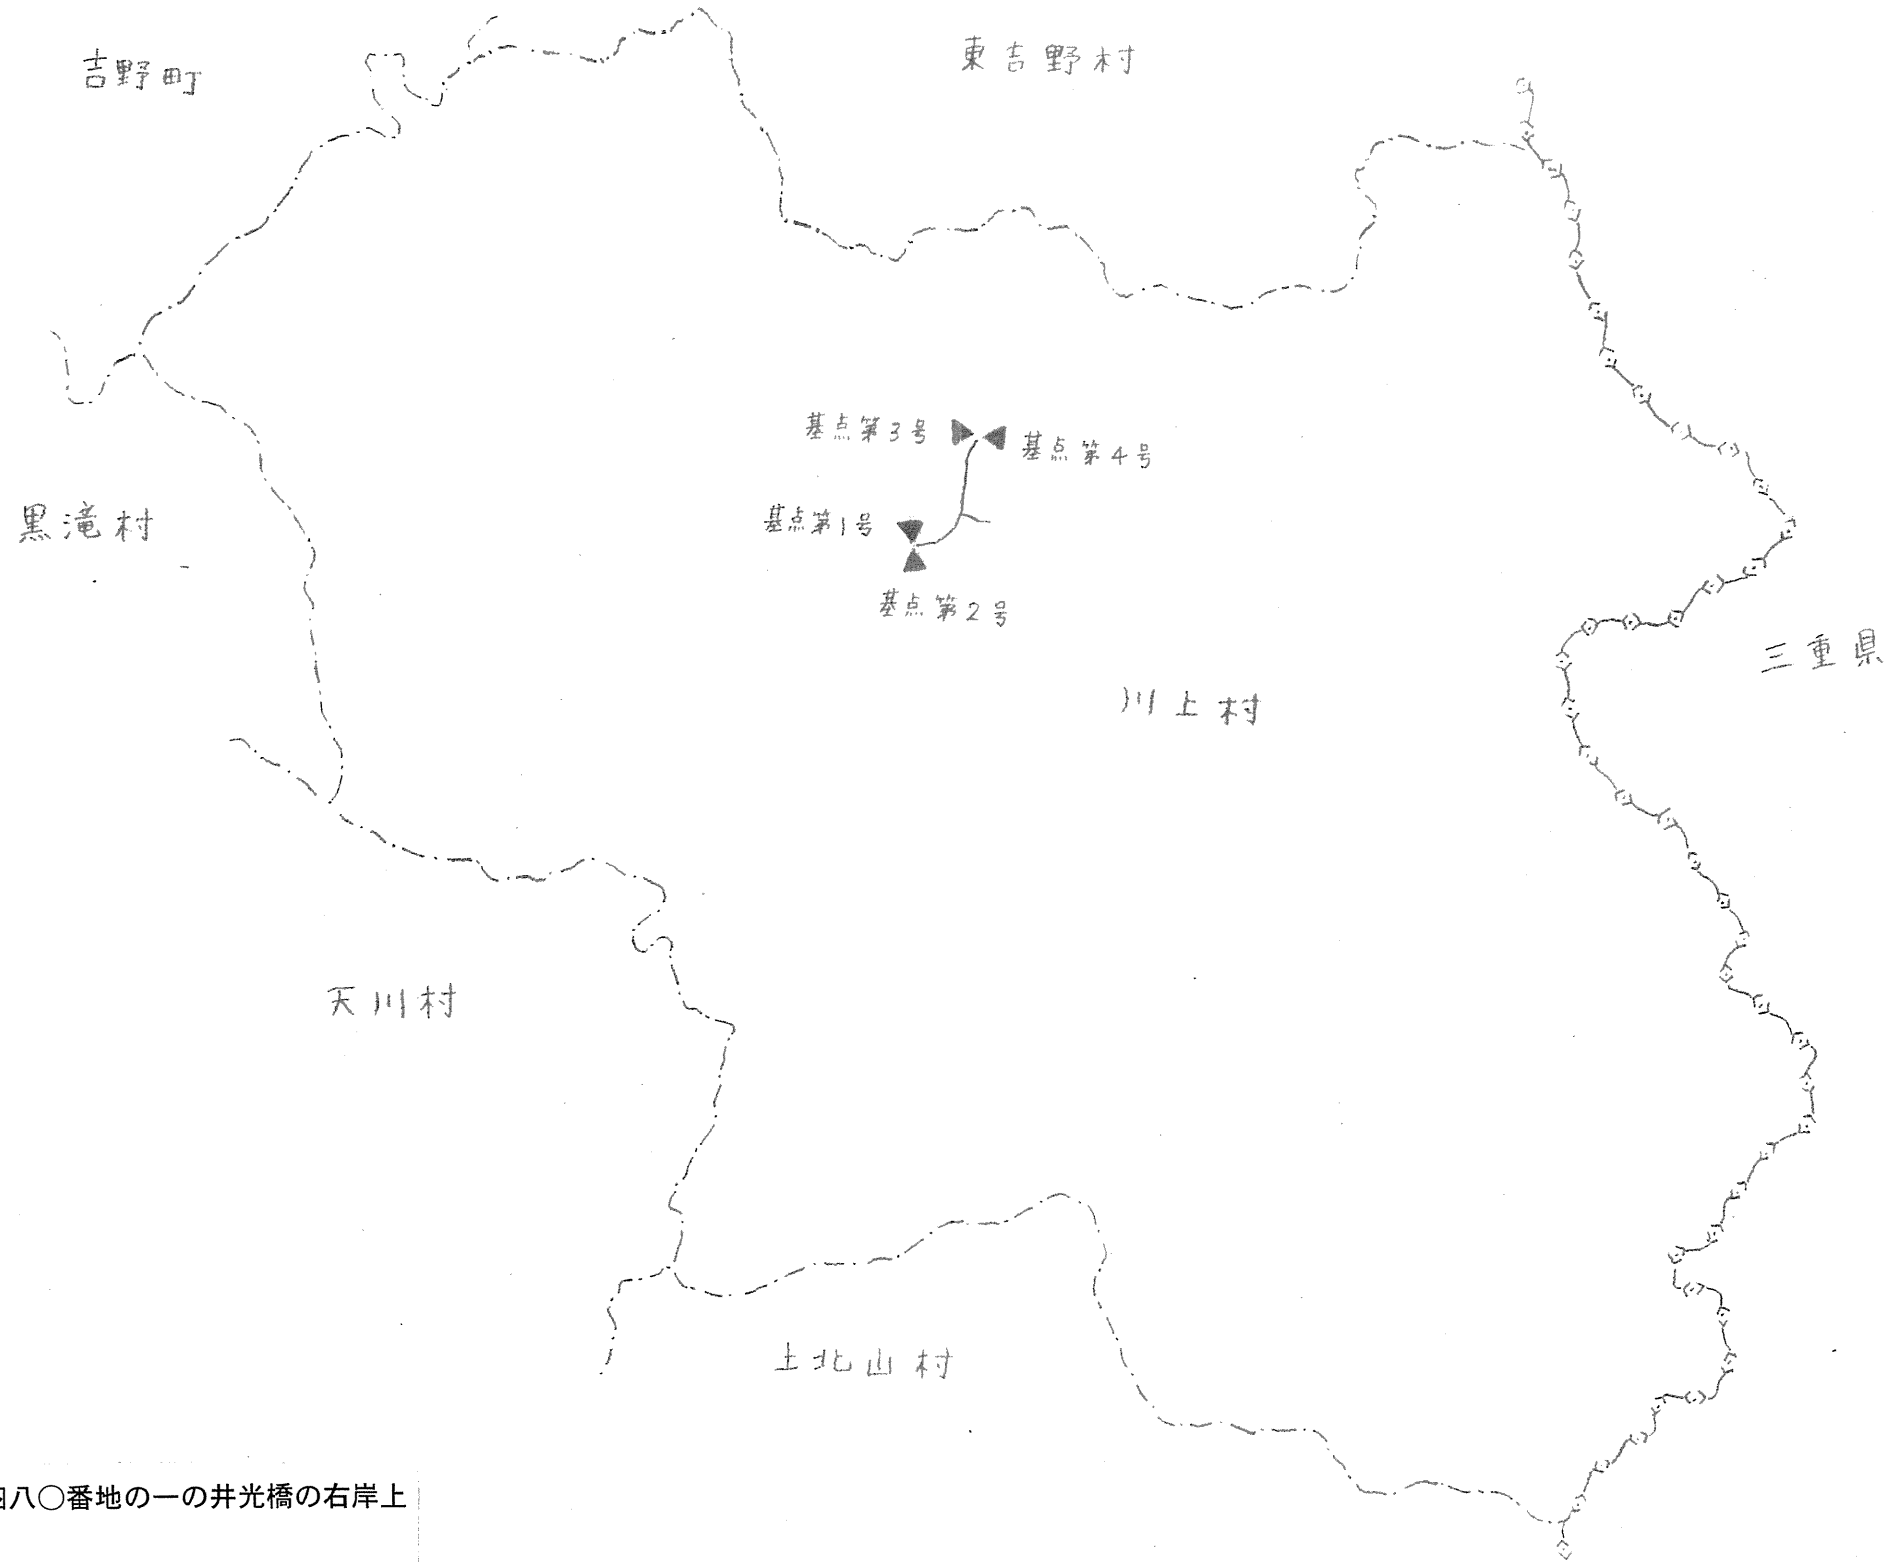 吉野町
東吉野村
基点第3号
基点第4号
黒滝村
基点第1号
基点第2号
三重県
川上村
天川村
上北山村
八〇番地の一の井光橋の右岸上